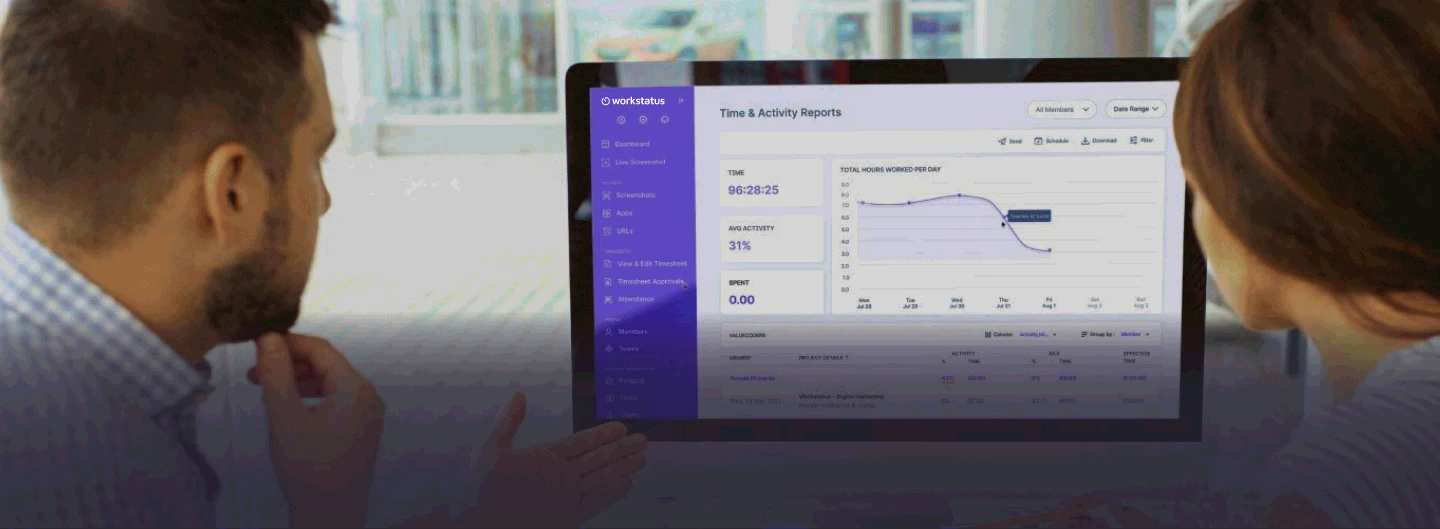 workstatus
Time & Activity Reports
All Members
Date Range
Dashboard
Live Screenshot
Send
Schedule
Download
Filter
TIME
96:28:25
TOTAL HOURS WORKED PER DAY
Screenshots
Apps
URLs
AVG ACTIVITY
31%
View & Edit Timesheet
Timesheet Approvals
Attendance
SPENT
0.00
9.0
8.0
7.0
6.0
5.0
4.0
3.0
2.0
1.0
0.0
Mon Tue Wed Thu Fri Sat Sun
Jul 28 Jul 29 Jul 30 Jul 31 Aug 1 Aug 2 Aug 3
Members
Teams
VALUECODERS
Columns
Group by: Member
MEMBER
PROJECT DETAILS
ACTIVITY
IDLE
EFFECTIVE
% TIME
% TIME
TIME
Projects
Workstatus - Digital marketing
Clients